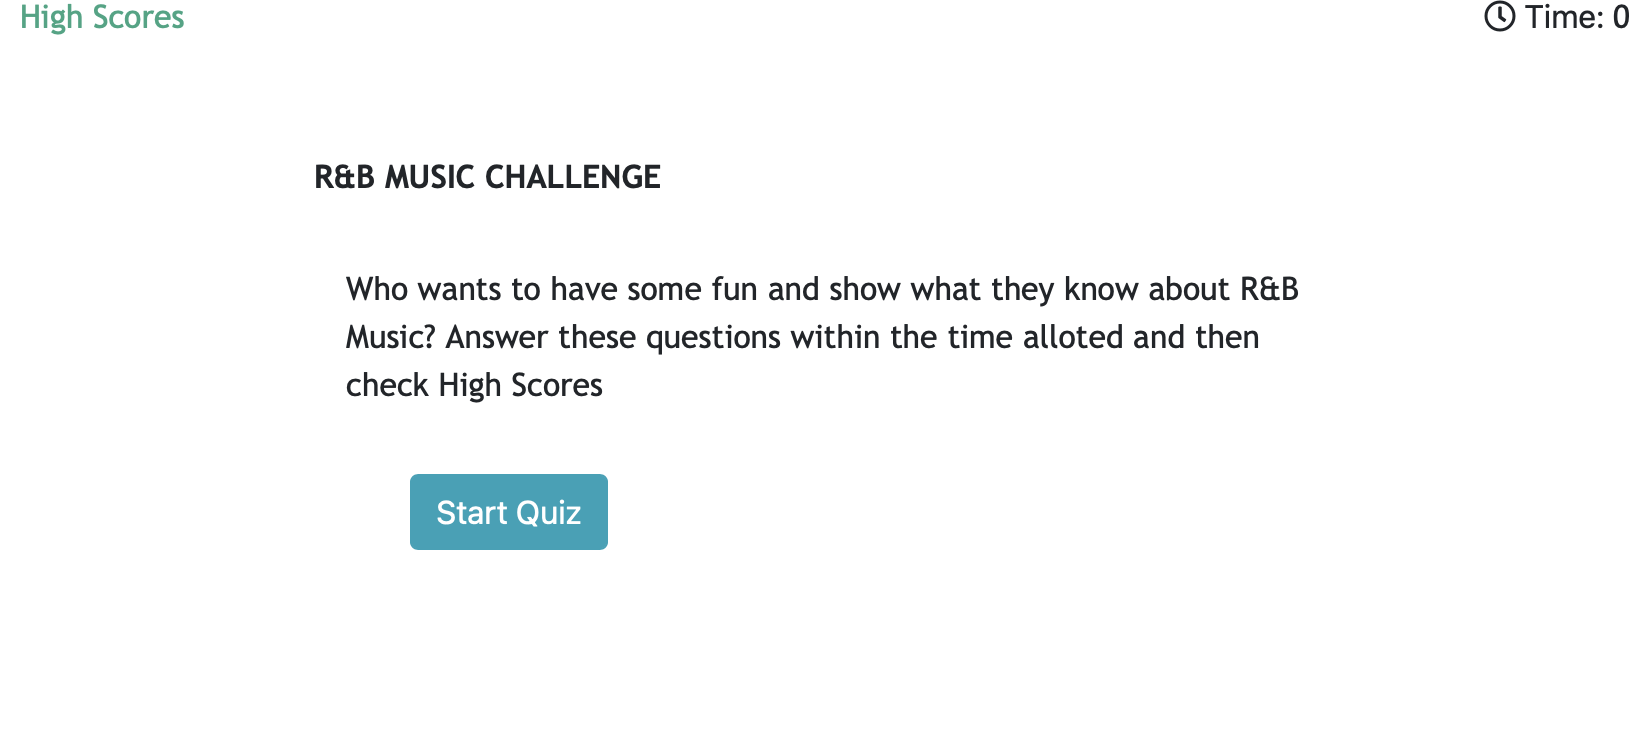 High Scores
Time: 0
R&B MUSIC CHALLENGE
Who wants to have some fun and show what they know about R&B
Music? Answer these questions within the time alloted and then
check High Scores
Start Quiz